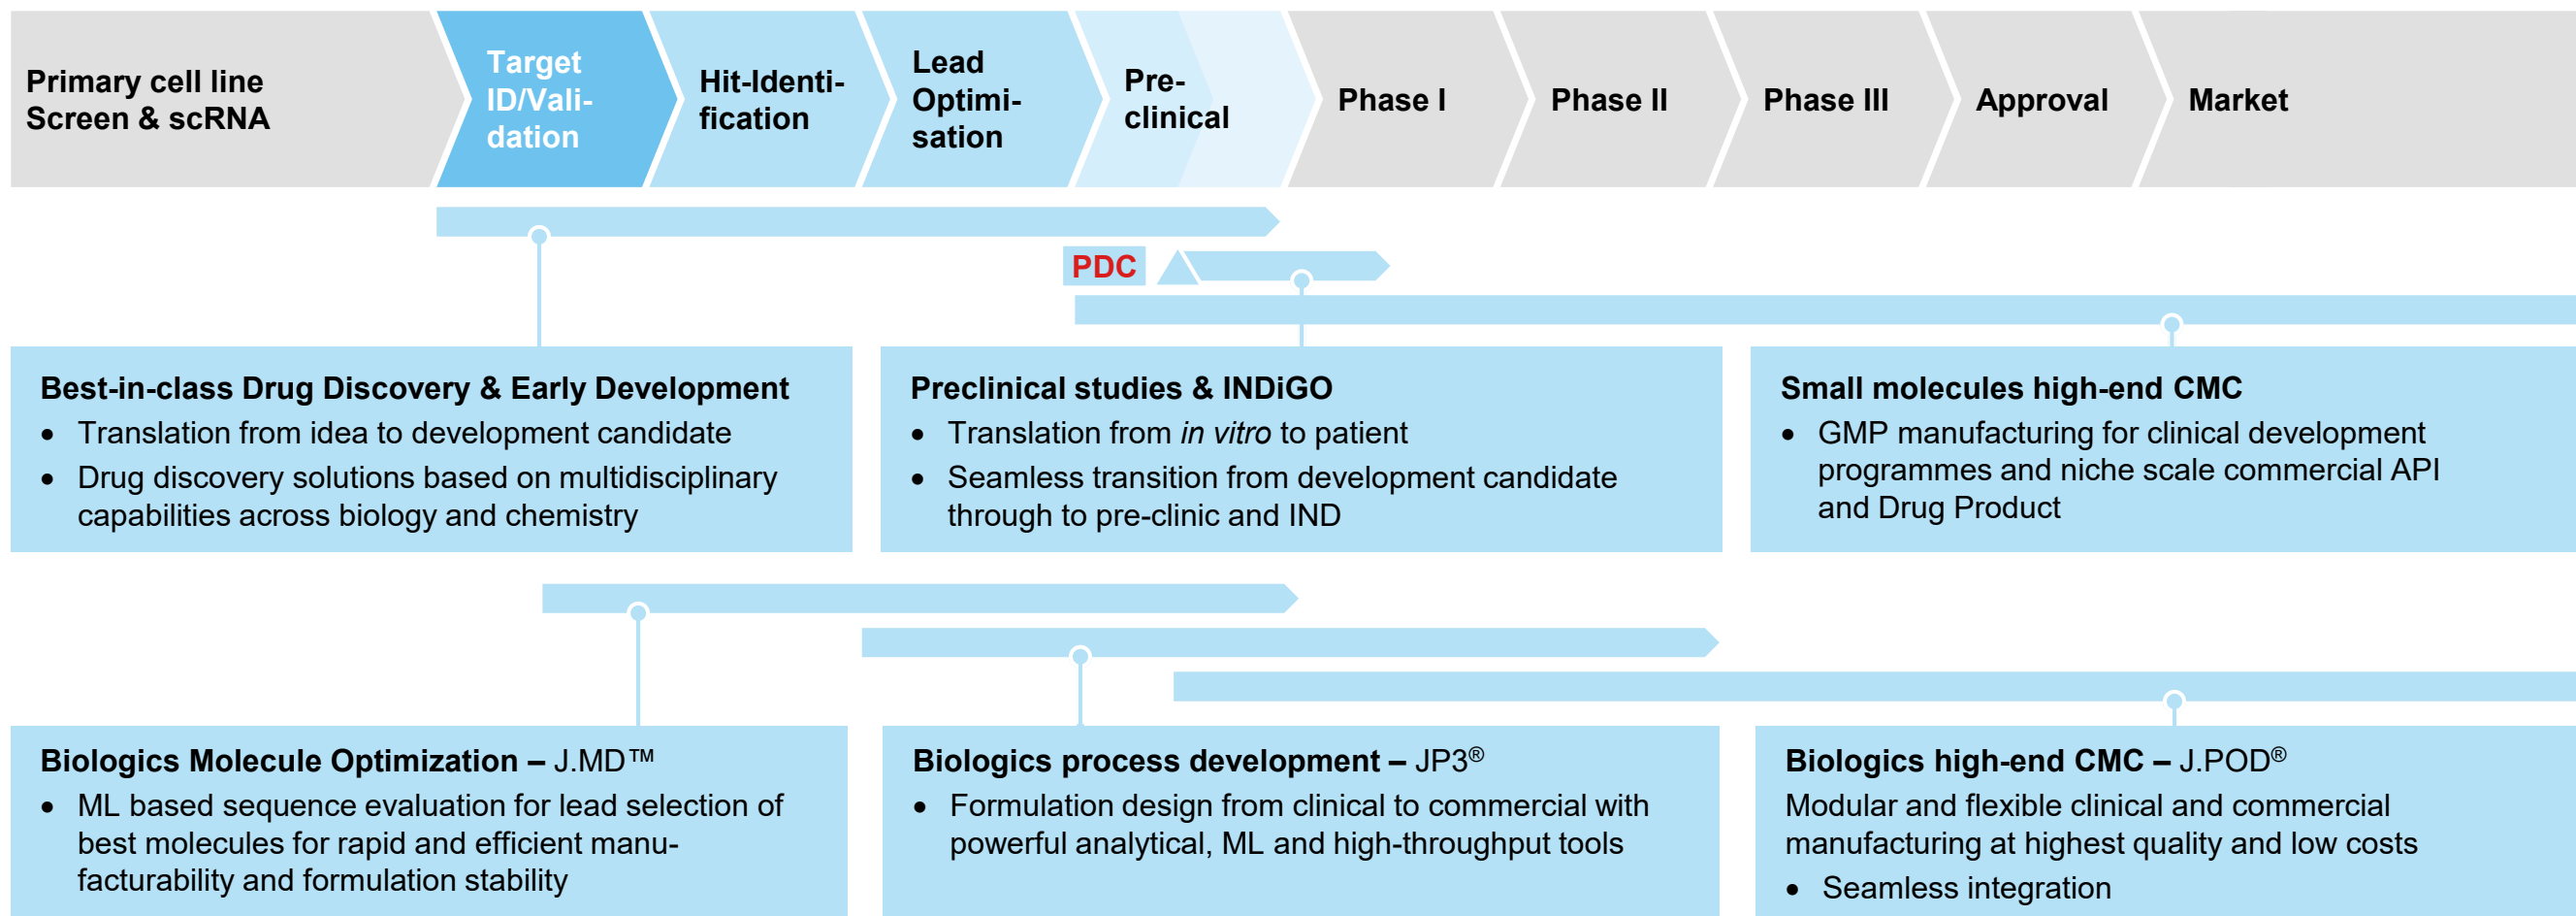 Primary cell line
Screen & scRNA
Target
ID/Vali-
dation
Hit-Identi-
fication
Lead
Optimi-
sation
Pre-
clinical
Phase I
Phase II
Phase III
Approval
Market
PDC
Best-in-class Drug Discovery & Early Development
• Translation from idea to development candidate
• Drug discovery solutions based on multidisciplinary
capabilities across biology and chemistry
Preclinical studies & INDiGO
• Translation from in vitro to patient
• Seamless transition from development candidate
through to pre-clinic and IND
Small molecules high-end CMC
• GMP manufacturing for clinical development
programmes and niche scale commercial API
and Drug Product
Biologics Molecule Optimization – J.MD™
• ML based sequence evaluation for lead selection of
best molecules for rapid and efficient manu-
facturability and formulation stability
Biologics process development – JP3®
• Formulation design from clinical to commercial with
powerful analytical, ML and high-throughput tools
Biologics high-end CMC – J.POD®
Modular and flexible clinical and commercial
manufacturing at highest quality and low costs
• Seamless integration